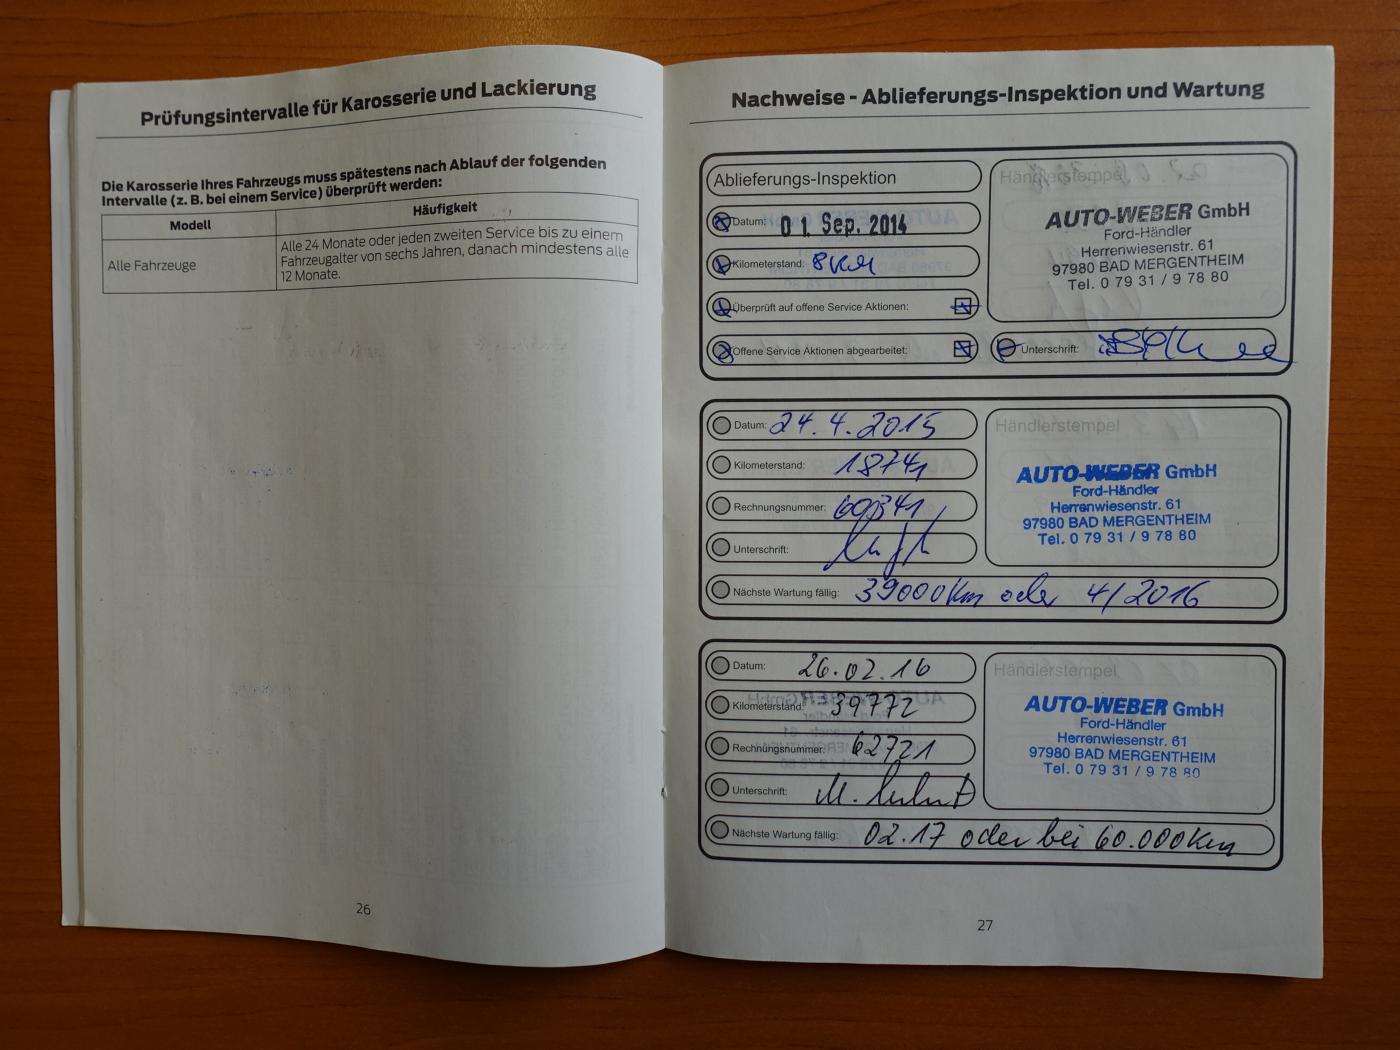 Prüfungsintervalle für Karosserie und Lackierung
Die Karosserie Ihres Fahrzeugs muss spätestens nach Ablauf der folgenden
Intervalle (z. B. bei einem Service) überprüft werden:
Modell
Häufigkeit
Alle Fahrzeuge
Alle 24 Monate oder jeden zweiten Service bis zu einem
Fahrzeugalter von sechs Jahren, danach mindestens alle
12 Monate.
26
Nachweise - Ablieferungs-Inspektion und Wartung
Ablieferungs-Inspektion
Datum: 01. Sep. 2014
Kilometerstand: 8 KM
Überprüft auf offene Service Aktionen:
Offene Service Aktionen abgearbeitet:
Händlerstempel
AUTO-WEBER GmbH
Ford-Händler
Herrenwiesenstr. 61
97980 BAD MERGENTHEIM
Tel. 0 79 31 / 9 78 80
Unterschrift:
Datum: 24.4.2015
Kilometerstand: 18741
Rechnungsnummer: 60341
Unterschrift:
Nächste Wartung fällig: 39000 Km oder 4/2016
Händlerstempel
AUTO-WEBER GmbH
Ford-Händler
Herrenwiesenstr. 61
97980 BAD MERGENTHEIM
Tel. 0 79 31 / 9 78 80
Datum: 26.02.16
Kilometerstand: 39772
Rechnungsnummer: 62721
Unterschrift: M.
Nächste Wartung fällig: 02.17 oder bei 60.000 Km
Händlerstempel
AUTO-WEBER GmbH
Ford-Händler
Herrenwiesenstr. 61
97980 BAD MERGENTHEIM
Tel. 0 79 31 / 9 78 80
27